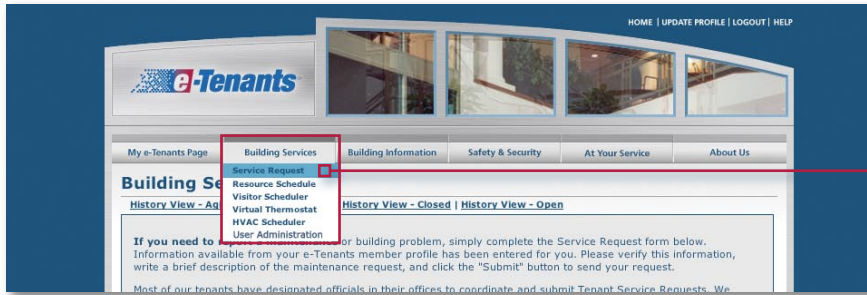 HOME | UPDATE PROFILE | LOGOUT | HELP
e-Tenants
My e-Tenants Page Building Services Building Information Safety & Security At Your Service About Us
Service Request
Resource Schedule
Visitor Scheduler
Virtual Thermostat
HVAC Scheduler
User Administration
Building Se
History View - History View - Closed | History View - Open
If you need to or building problem, simply complete the Service Request form below.
Information available from your e-Tenants member profile has been entered for you. Please verify this information,
write a brief description of the maintenance request, and click the "Submit" button to send your request.
Most of our tenants have designated officials in their offices to coordinate and submit Tenant Service Requests. We